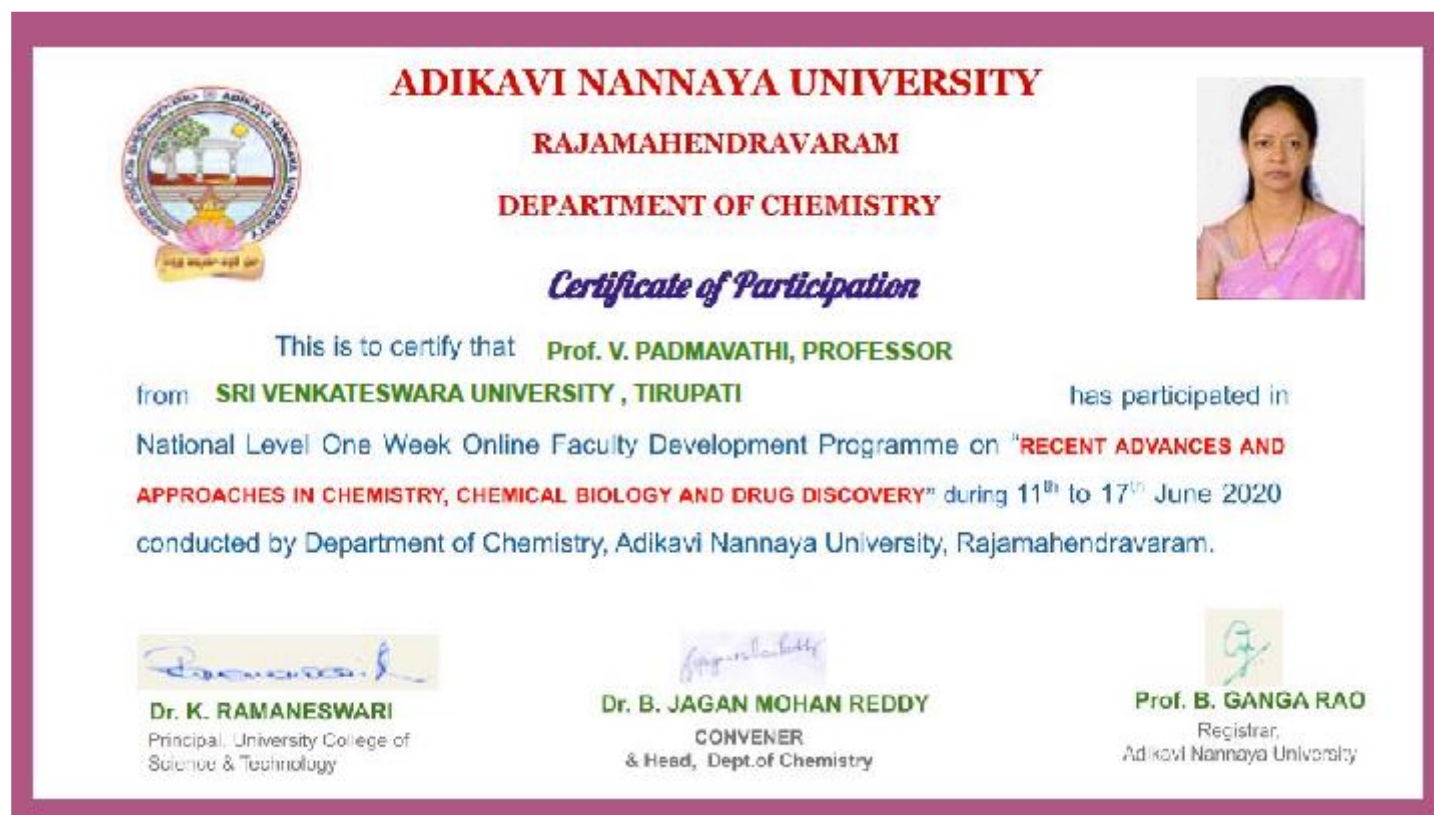 ADIKAVI NANNAYA UNIVERSITY
RAJAMAHENDRAVARAM
DEPARTMENT OF CHEMISTRY
Certificate of Participation
This is to certify that Prof. V. PADMAVATHI, PROFESSOR
from SRI VENKATESWARA UNIVERSITY , TIRUPATI has participated in
National Level One Week Online Faculty Development Programme on "RECENT ADVANCES AND
APPROACHES IN CHEMISTRY, CHEMICAL BIOLOGY AND DRUG DISCOVERY" during 11th to 17th June 2020
conducted by Department of Chemistry, Adikavi Nannaya University, Rajamahendravaram.
Dr. K. RAMANESWARI
Principal, University College of
Science & Technology
Dr. B. JAGAN MOHAN REDDY
CONVENER
& Head, Dept.of Chemistry
Prof. B. GANGA RAO
Registrar,
Adikavi Nannaya University